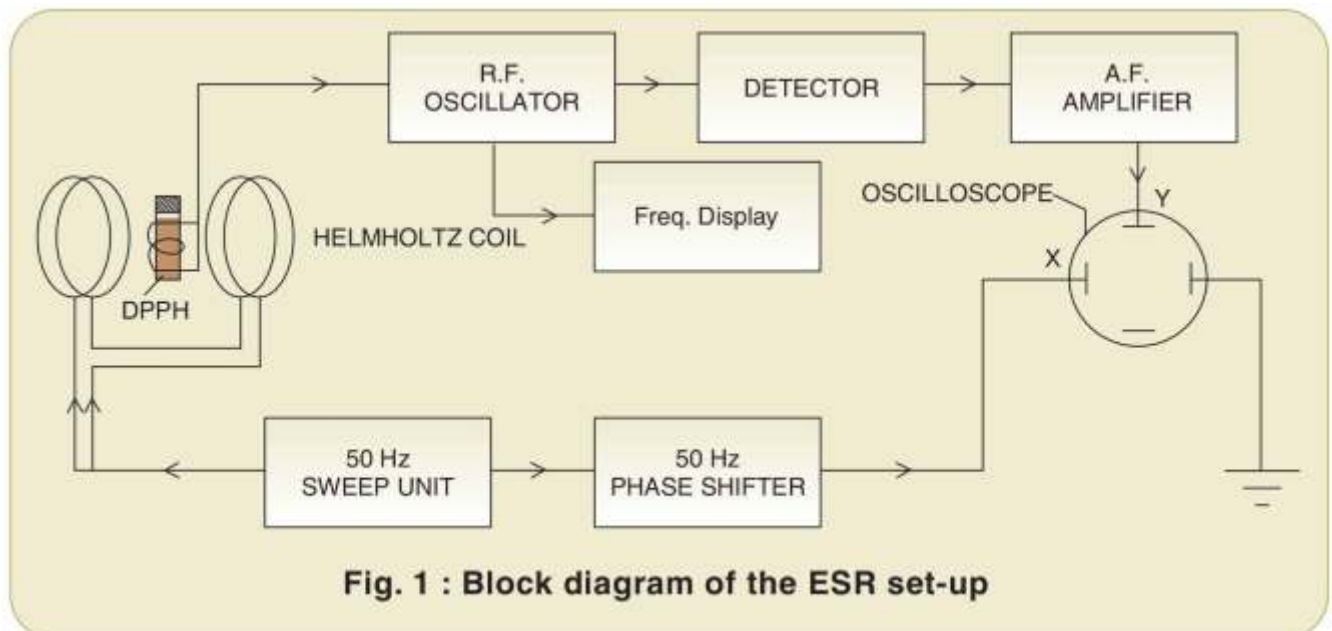 R.F.
OSCILLATOR
DETECTOR
A.F.
AMPLIFIER
Freq. Display
OSCILLOSCOPE
Y
X
HELMHOLTZ COIL
DPPH
50 Hz
SWEEP UNIT
50 Hz
PHASE SHIFTER
Fig. 1 : Block diagram of the ESR set-up